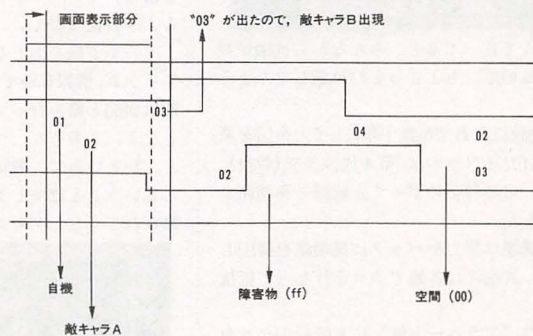 画面表示部分
"03"が出たので，敵キャラB出現
03
01
02
04
02
02
03
自機
障害物（ff）
空間（00）
敵キャラA